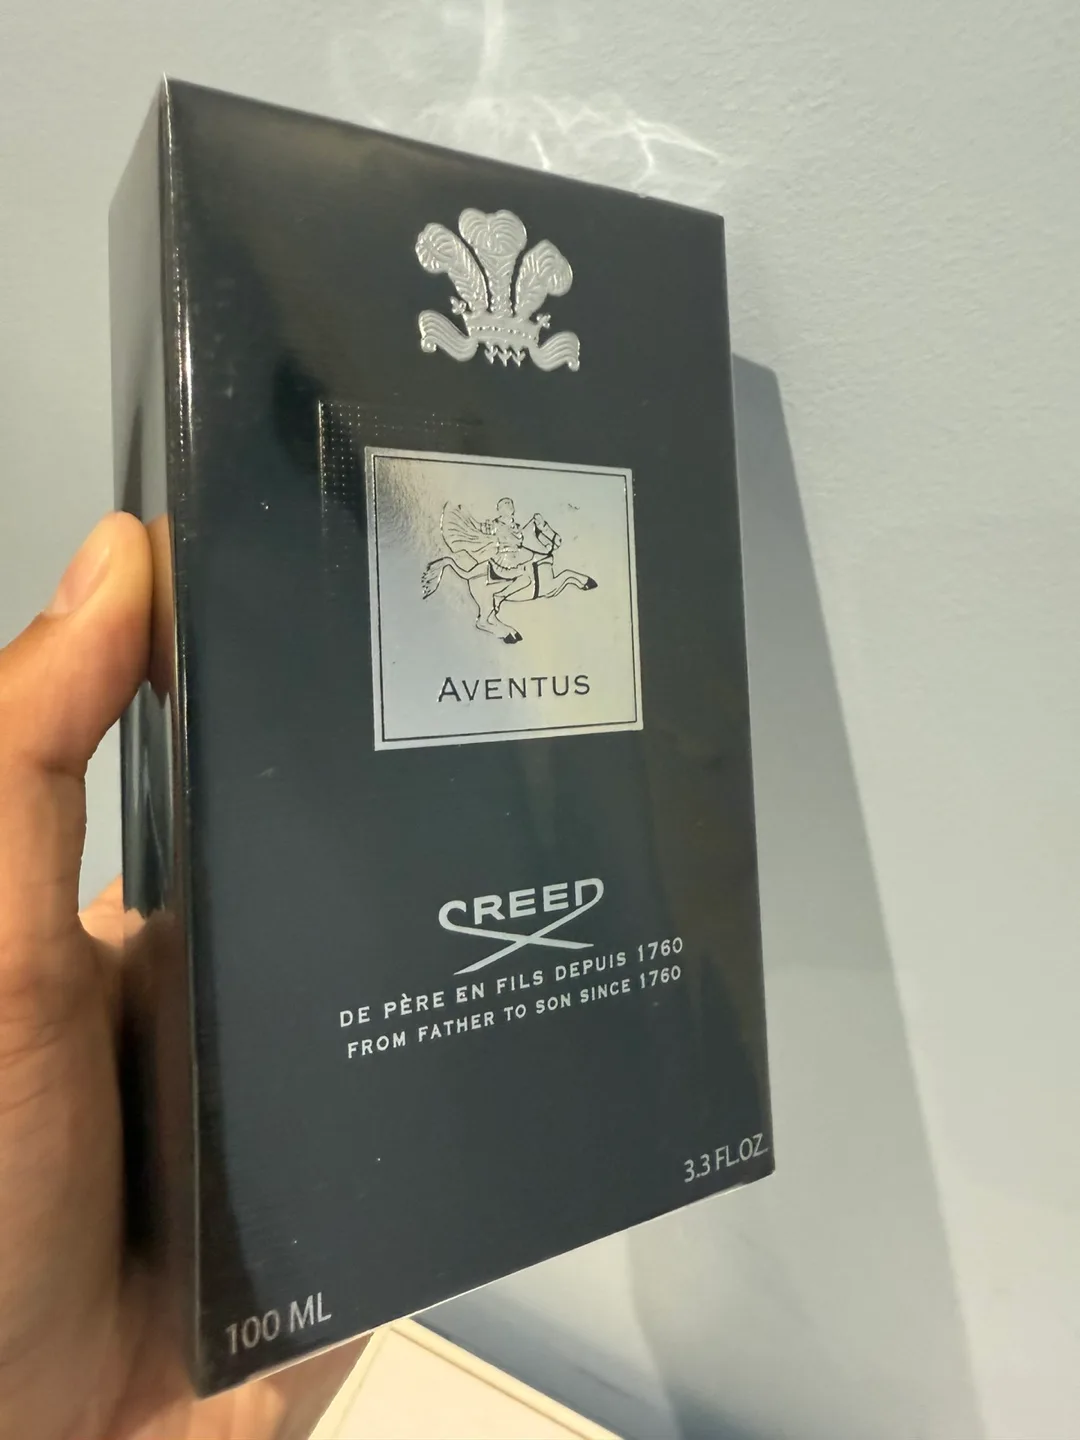 AVENTUS
CREED
DE PÈRE EN FILS DEPUIS 1760
FROM FATHER TO SON SINCE 1760
3.3 FL.OZ.
100 ML